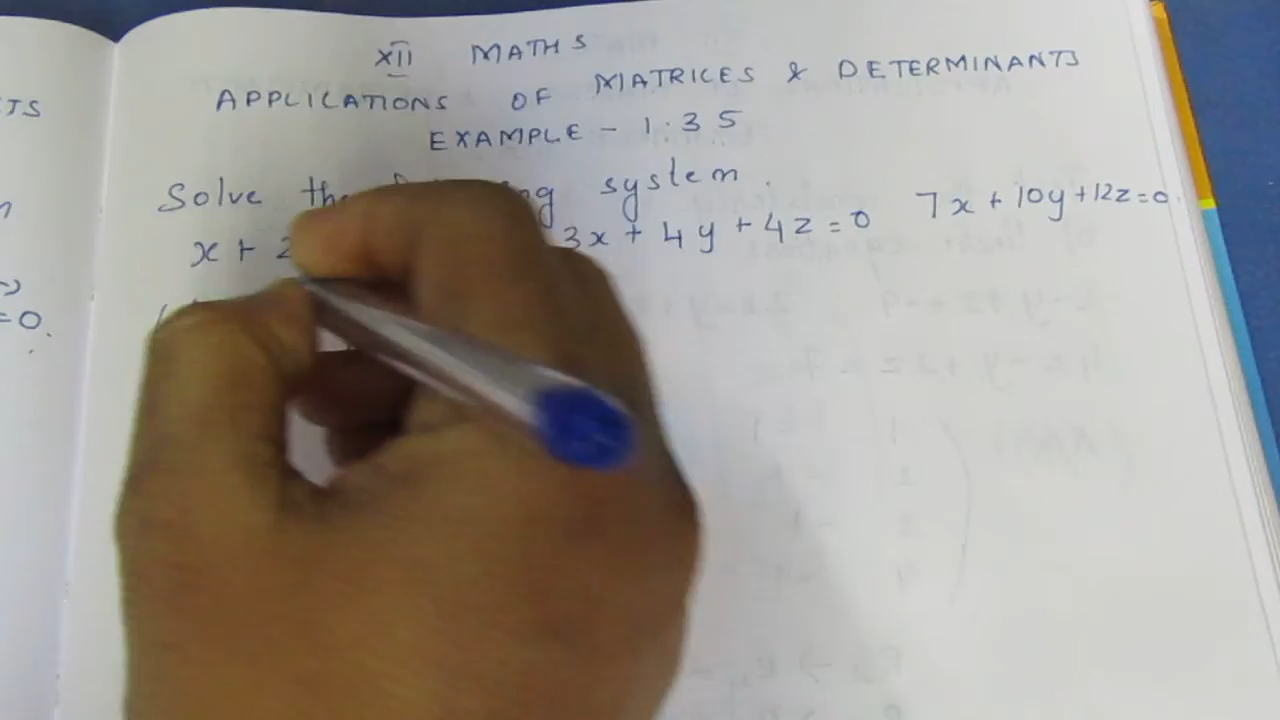 XII MATHS
APPLICATIONS OF MATRICES & DETERMINANTS
EXAMPLE - 1.35
Solve system.
x + 2 3x + 4y + 4z = 0 7x + 10y + 12z = 0.
= 0.